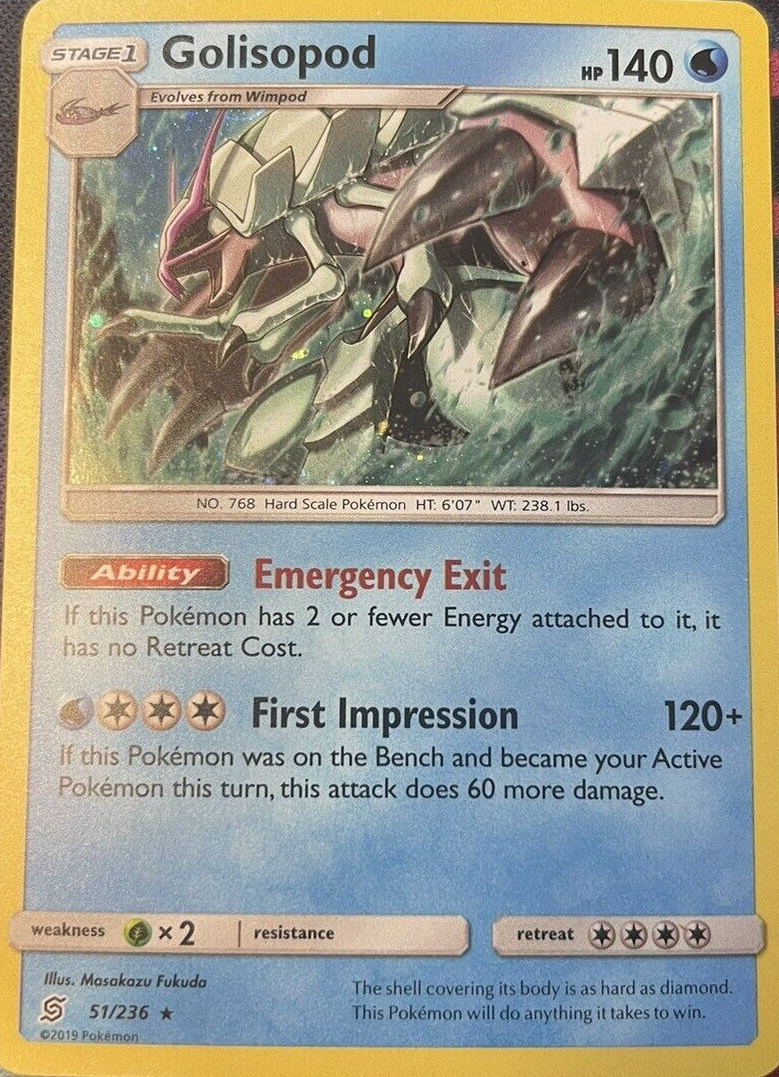 STAGE 1 Golisopod HP 140
Evolves from Wimpod
NO. 768 Hard Scale Pokémon HT: 6'07" WT: 238.1 lbs.
Ability Emergency Exit
If this Pokémon has 2 or fewer Energy attached to it, it
has no Retreat Cost.
First Impression 120+
If this Pokémon was on the Bench and became your Active
Pokémon this turn, this attack does 60 more damage.
weakness × 2 resistance retreat
Illus. Masakazu Fukuda
51/236 ★
©2019 Pokémon
The shell covering its body is as hard as diamond.
This Pokémon will do anything it takes to win.